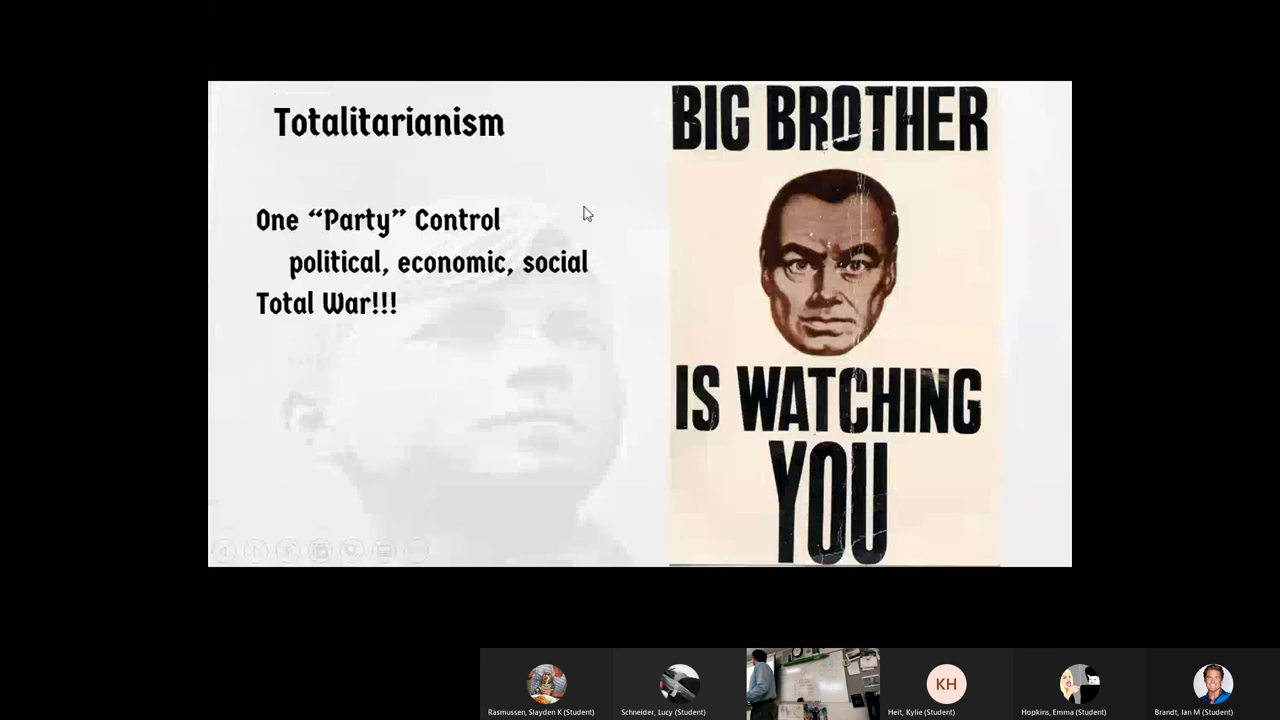 Totalitarianism
One “Party” Control
political, economic, social
Total War!!!
BIG BROTHER
IS WATCHING
YOU
Rasmussen, Slayden K (Student)
Schneider, Lucy (Student)
KH
Heit, Kylie (Student)
Hopkins, Emma (Student)
Brandt, Ian M (Student)